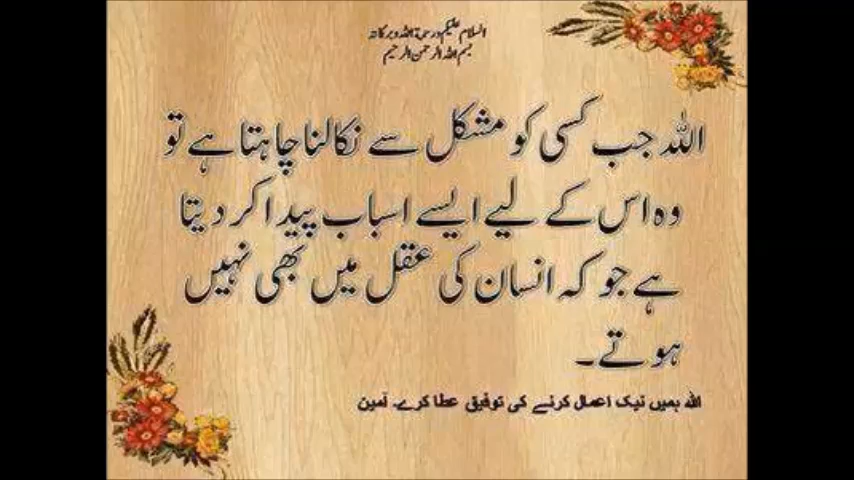 السلام علیکم ورحمۃ اللہ وبرکاتہ
بسم اللہ الرحمن الرحیم
اللہ جب کسی کو مشکل سے نکالنا چاہتا ہے تو
وہ اس کے لیے ایسے اسباب پیدا کر دیتا
ہے جو کہ انسان کی عقل میں بھی نہیں
ہوتے۔
اللہ ہمیں نیک اعمال کرنے کی توفیق عطا کرے۔ آمین